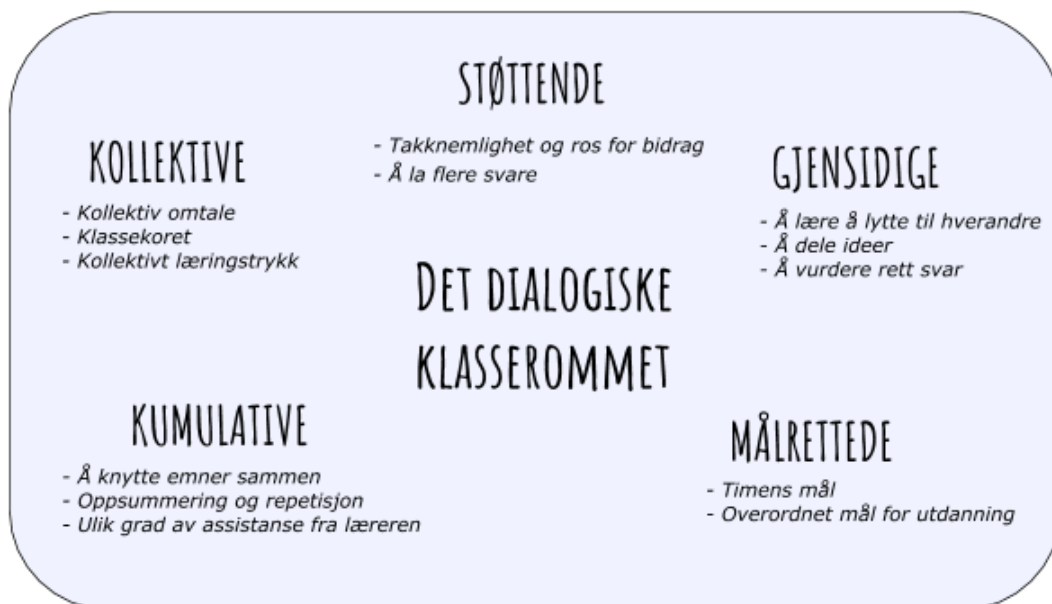 STØTTENDE
- Takknemlighet og ros for bidrag
- Å la flere svare
KOLLEKTIVE
- Kollektiv omtale
- Klassekoret
- Kollektivt læringstrykk
GJENSIDIGE
- Å lære å lytte til hverandre
- Å dele ideer
- Å vurdere rett svar
DET DIALOGISKE
KLASSEROMMET
KUMULATIVE
- Å knytte emner sammen
- Oppsummering og repetisjon
- Ulik grad av assistanse fra læreren
MÅLRETTEDE
- Timens mål
- Overordnet mål for utdanning